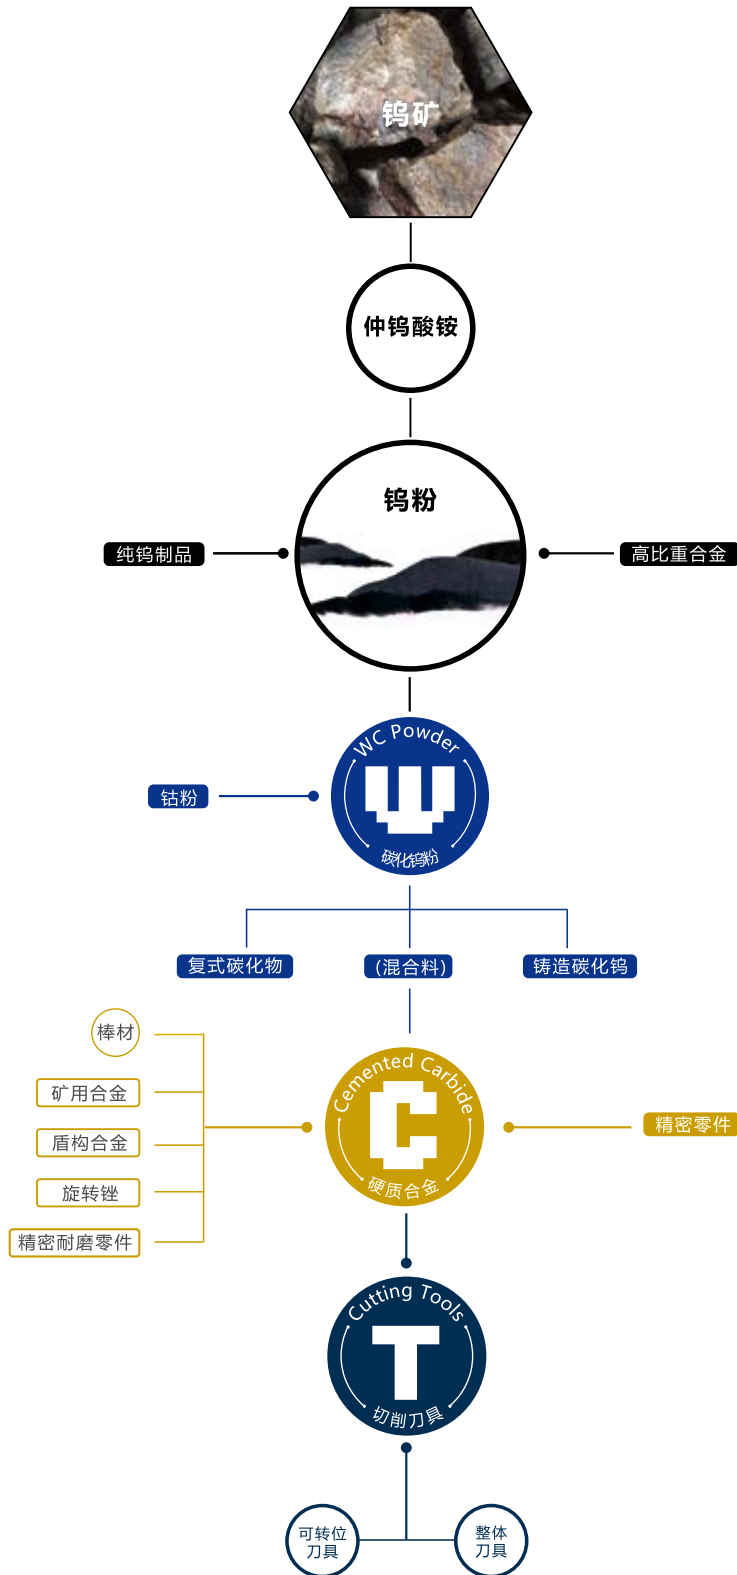 钨矿
仲钨酸铵
钨粉
纯钨制品
高比重合金
WC Powder
碳化钨粉
钴粉
复式碳化物
(混合料)
铸造碳化钨
棒材
矿用合金
盾构合金
旋转锉
精密耐磨零件
Cemented Carbide
硬质合金
精密零件
Cutting Tools
切削刀具
可转位
刀具
整体
刀具